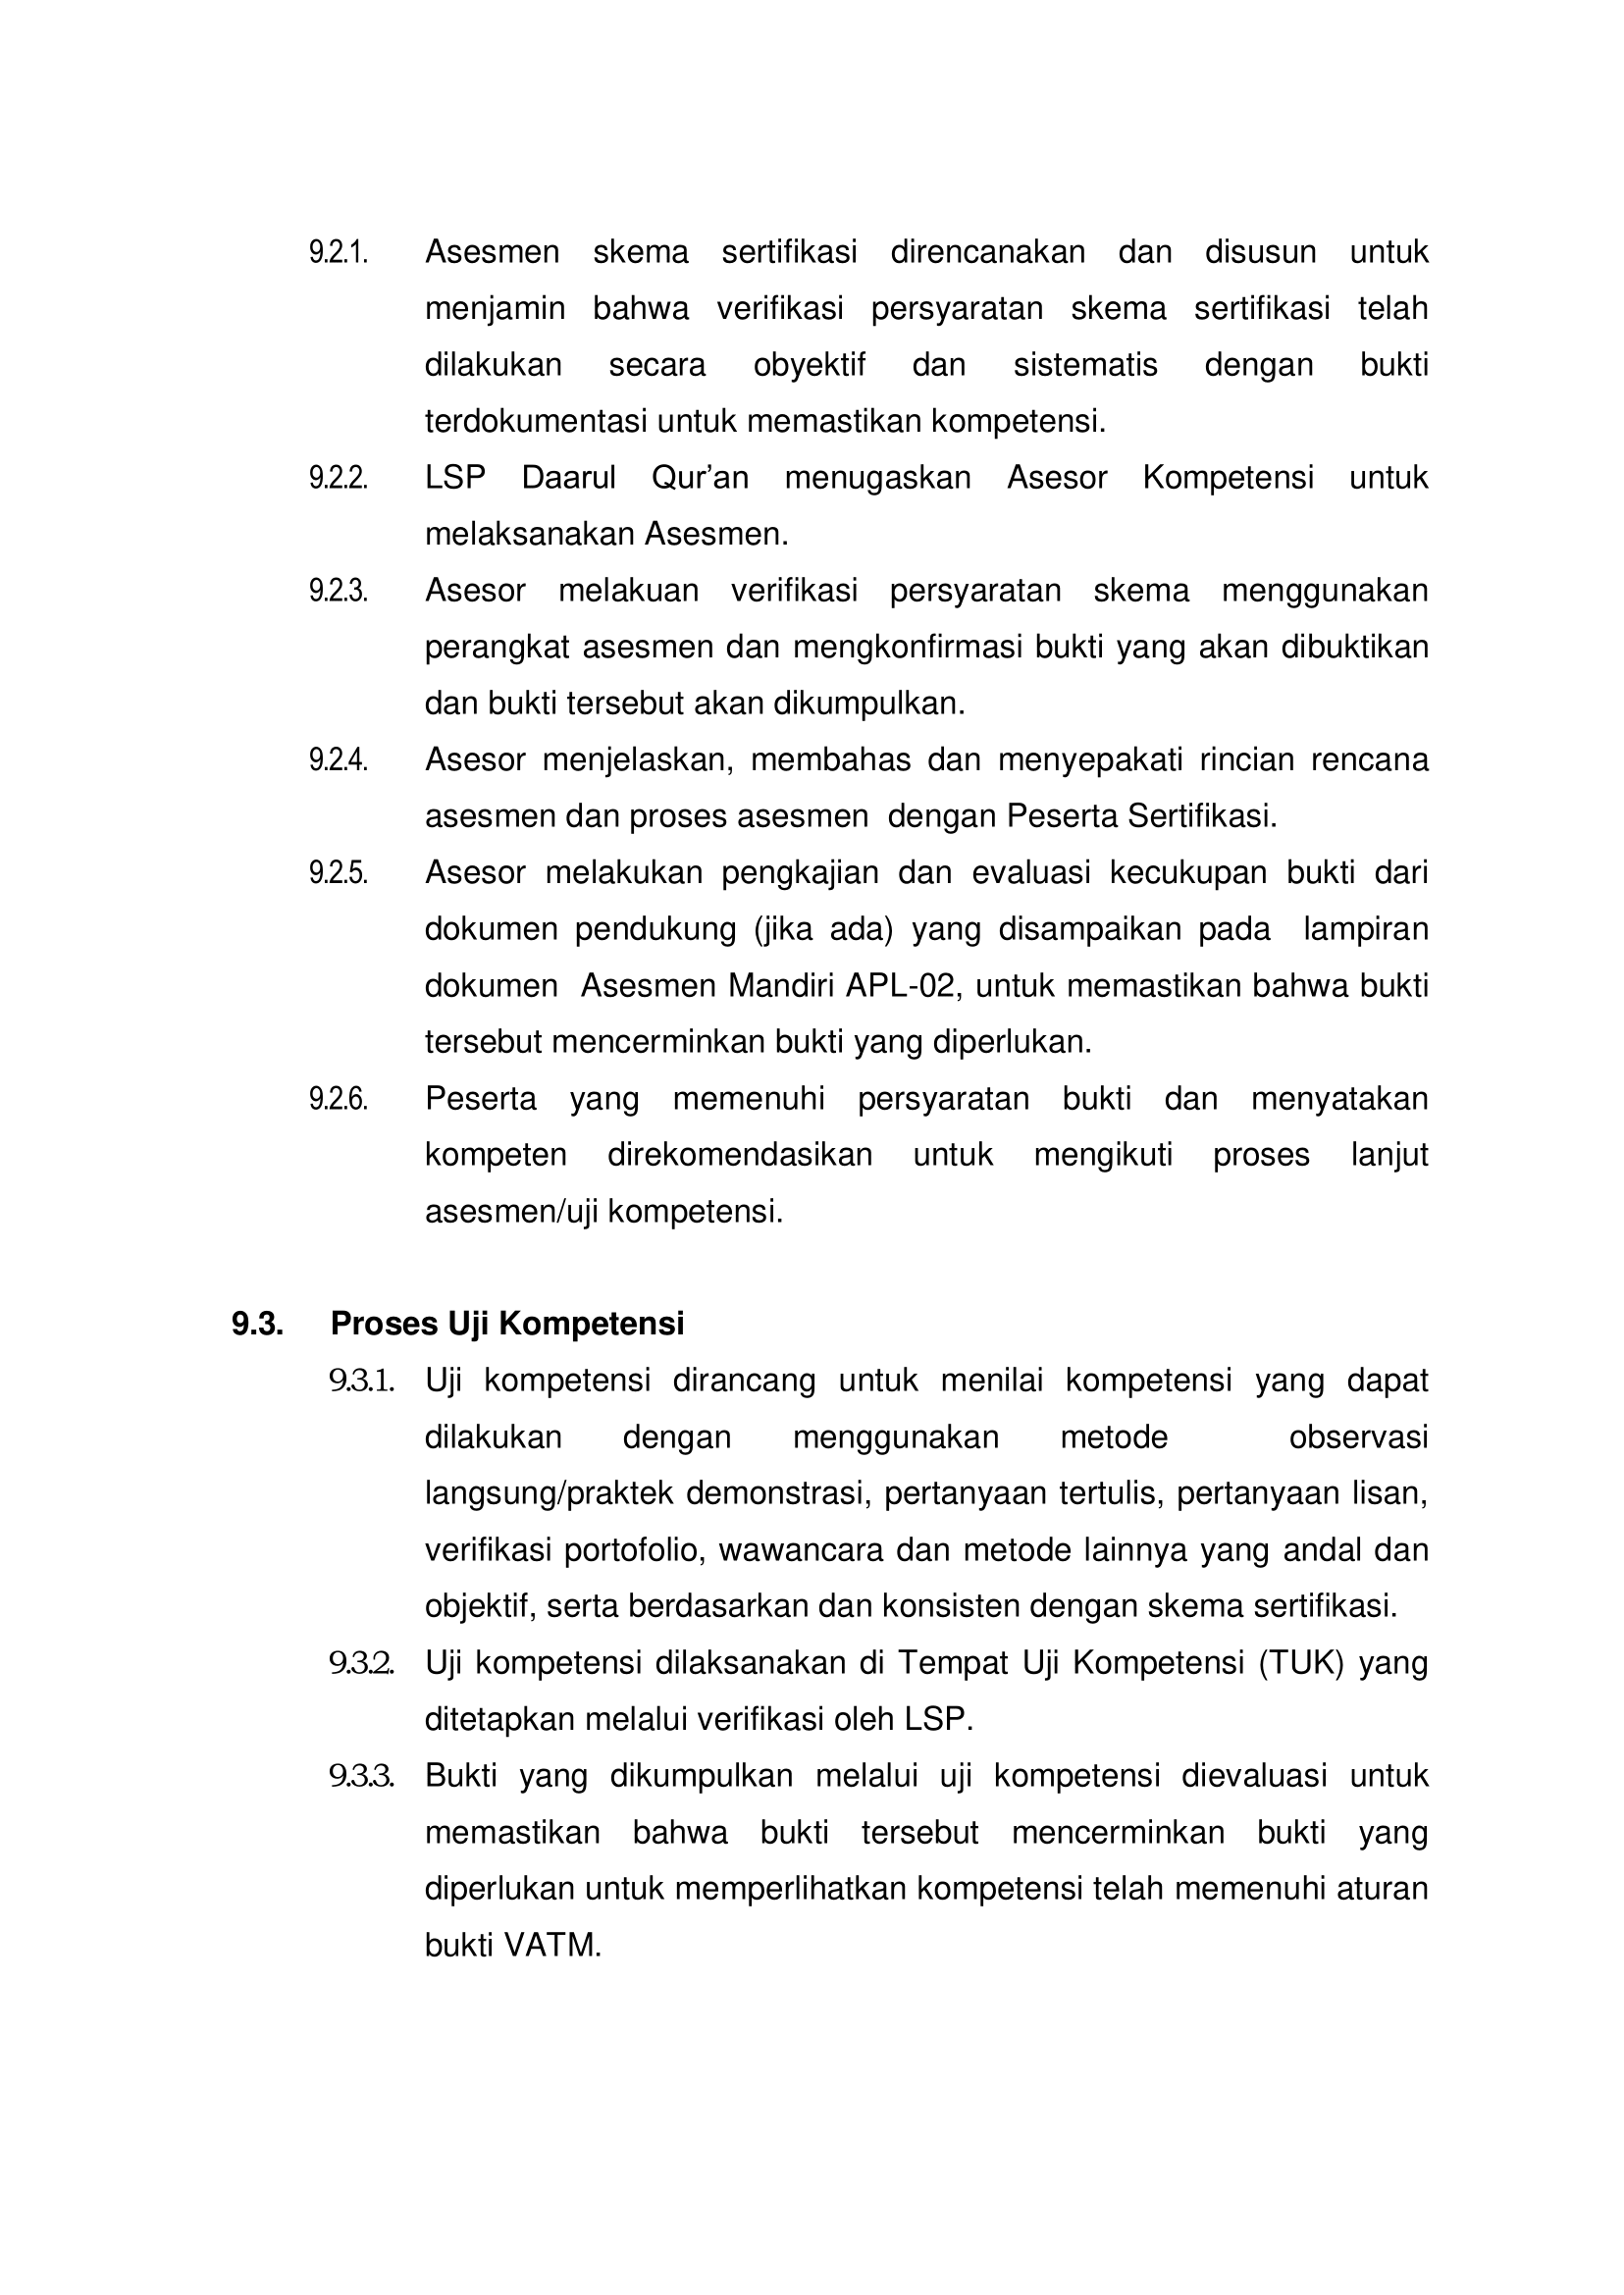 9.2.1. Asesmen skema sertifikasi direncanakan dan disusun untuk
menjamin bahwa verifikasi persyaratan skema sertifikasi telah
dilakukan secara obyektif dan sistematis dengan bukti
terdokumentasi untuk memastikan kompetensi.
9.2.2. LSP Daarul Qur’an menugaskan Asesor Kompetensi untuk
melaksanakan Asesmen.
9.2.3. Asesor melakuan verifikasi persyaratan skema menggunakan
perangkat asesmen dan mengkonfirmasi bukti yang akan dibuktikan
dan bukti tersebut akan dikumpulkan.
9.2.4. Asesor menjelaskan, membahas dan menyepakati rincian rencana
asesmen dan proses asesmen dengan Peserta Sertifikasi.
9.2.5. Asesor melakukan pengkajian dan evaluasi kecukupan bukti dari
dokumen pendukung (jika ada) yang disampaikan pada lampiran
dokumen Asesmen Mandiri APL-02, untuk memastikan bahwa bukti
tersebut mencerminkan bukti yang diperlukan.
9.2.6. Peserta yang memenuhi persyaratan bukti dan menyatakan
kompeten direkomendasikan untuk mengikuti proses lanjut
asesmen/uji kompetensi.
9.3. Proses Uji Kompetensi
9.3.1. Uji kompetensi dirancang untuk menilai kompetensi yang dapat
dilakukan dengan menggunakan metode observasi
langsung/praktek demonstrasi, pertanyaan tertulis, pertanyaan lisan,
verifikasi portofolio, wawancara dan metode lainnya yang andal dan
objektif, serta berdasarkan dan konsisten dengan skema sertifikasi.
9.3.2. Uji kompetensi dilaksanakan di Tempat Uji Kompetensi (TUK) yang
ditetapkan melalui verifikasi oleh LSP.
9.3.3. Bukti yang dikumpulkan melalui uji kompetensi dievaluasi untuk
memastikan bahwa bukti tersebut mencerminkan bukti yang
diperlukan untuk memperlihatkan kompetensi telah memenuhi aturan
bukti VATM.